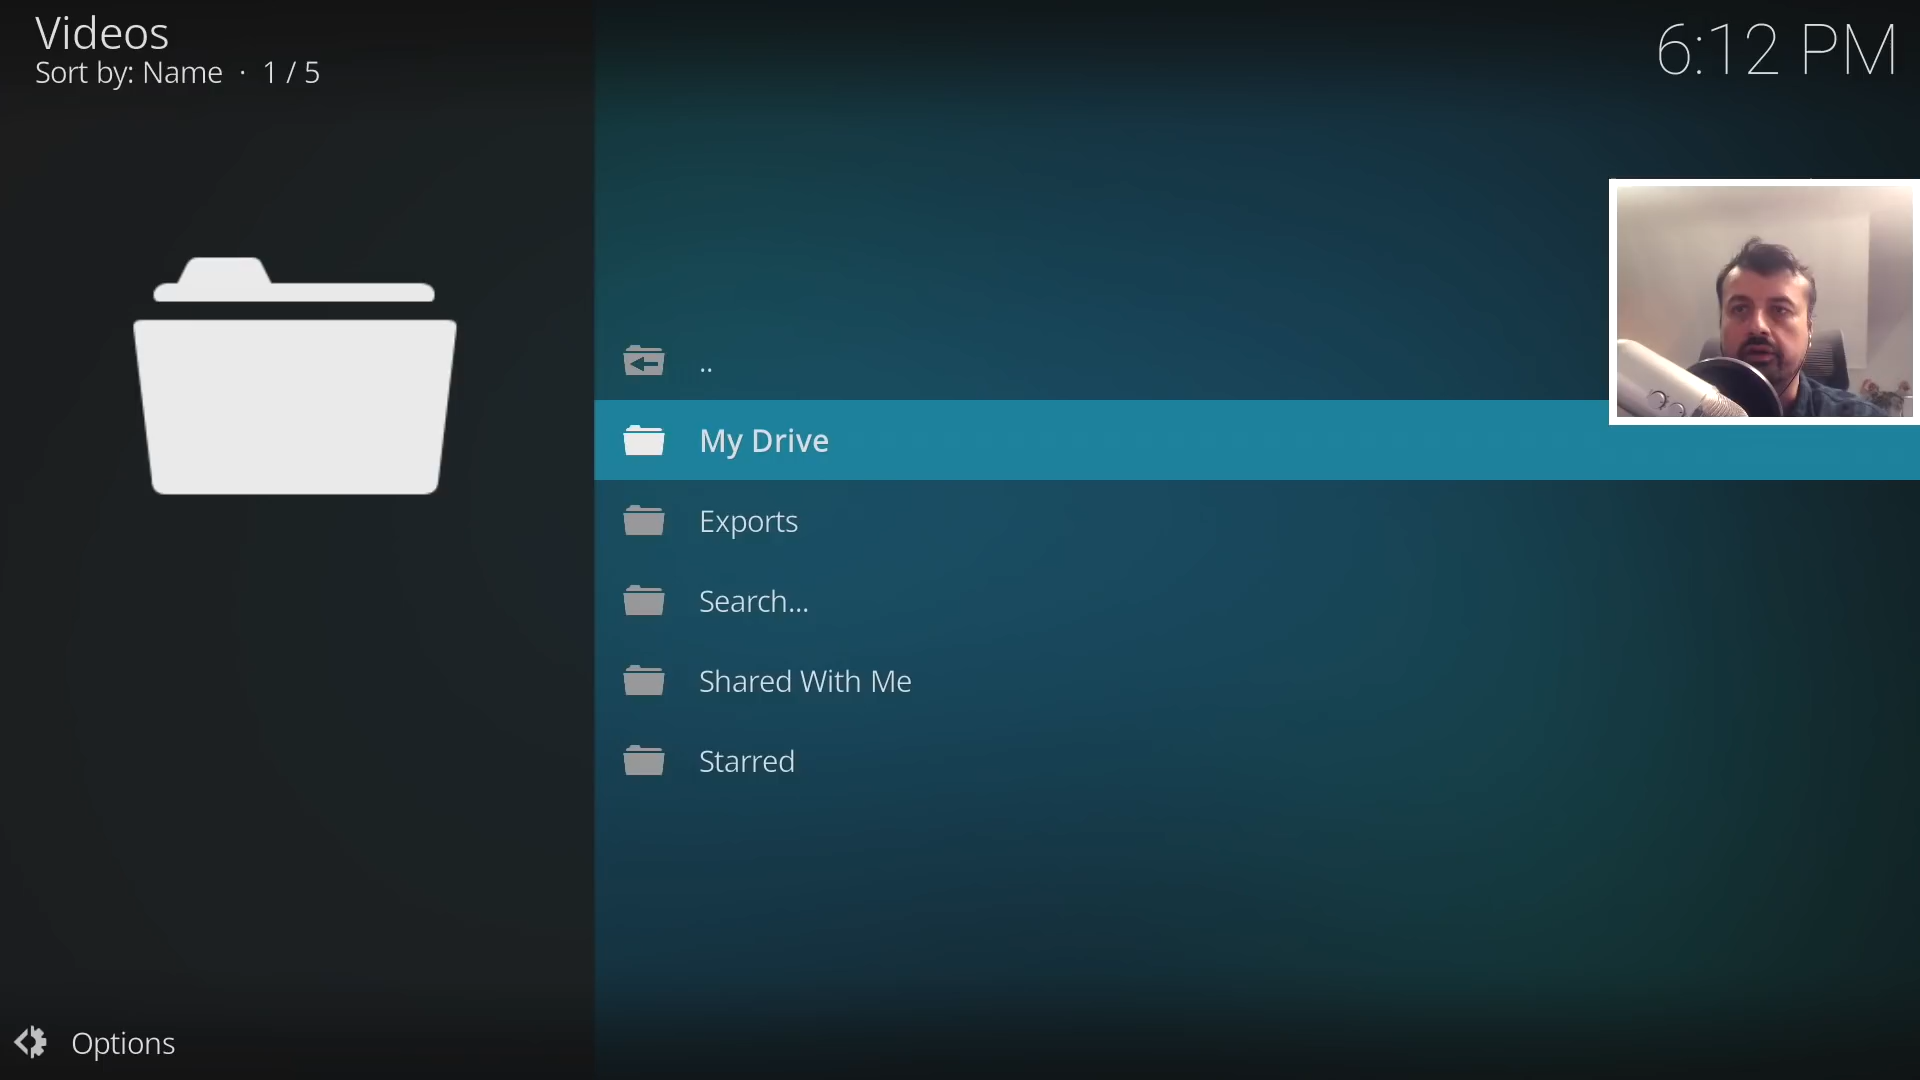 Videos
Sort by: Name · 1 / 5
6:12 PM
..
My Drive
Exports
Search...
Shared With Me
Starred
Options